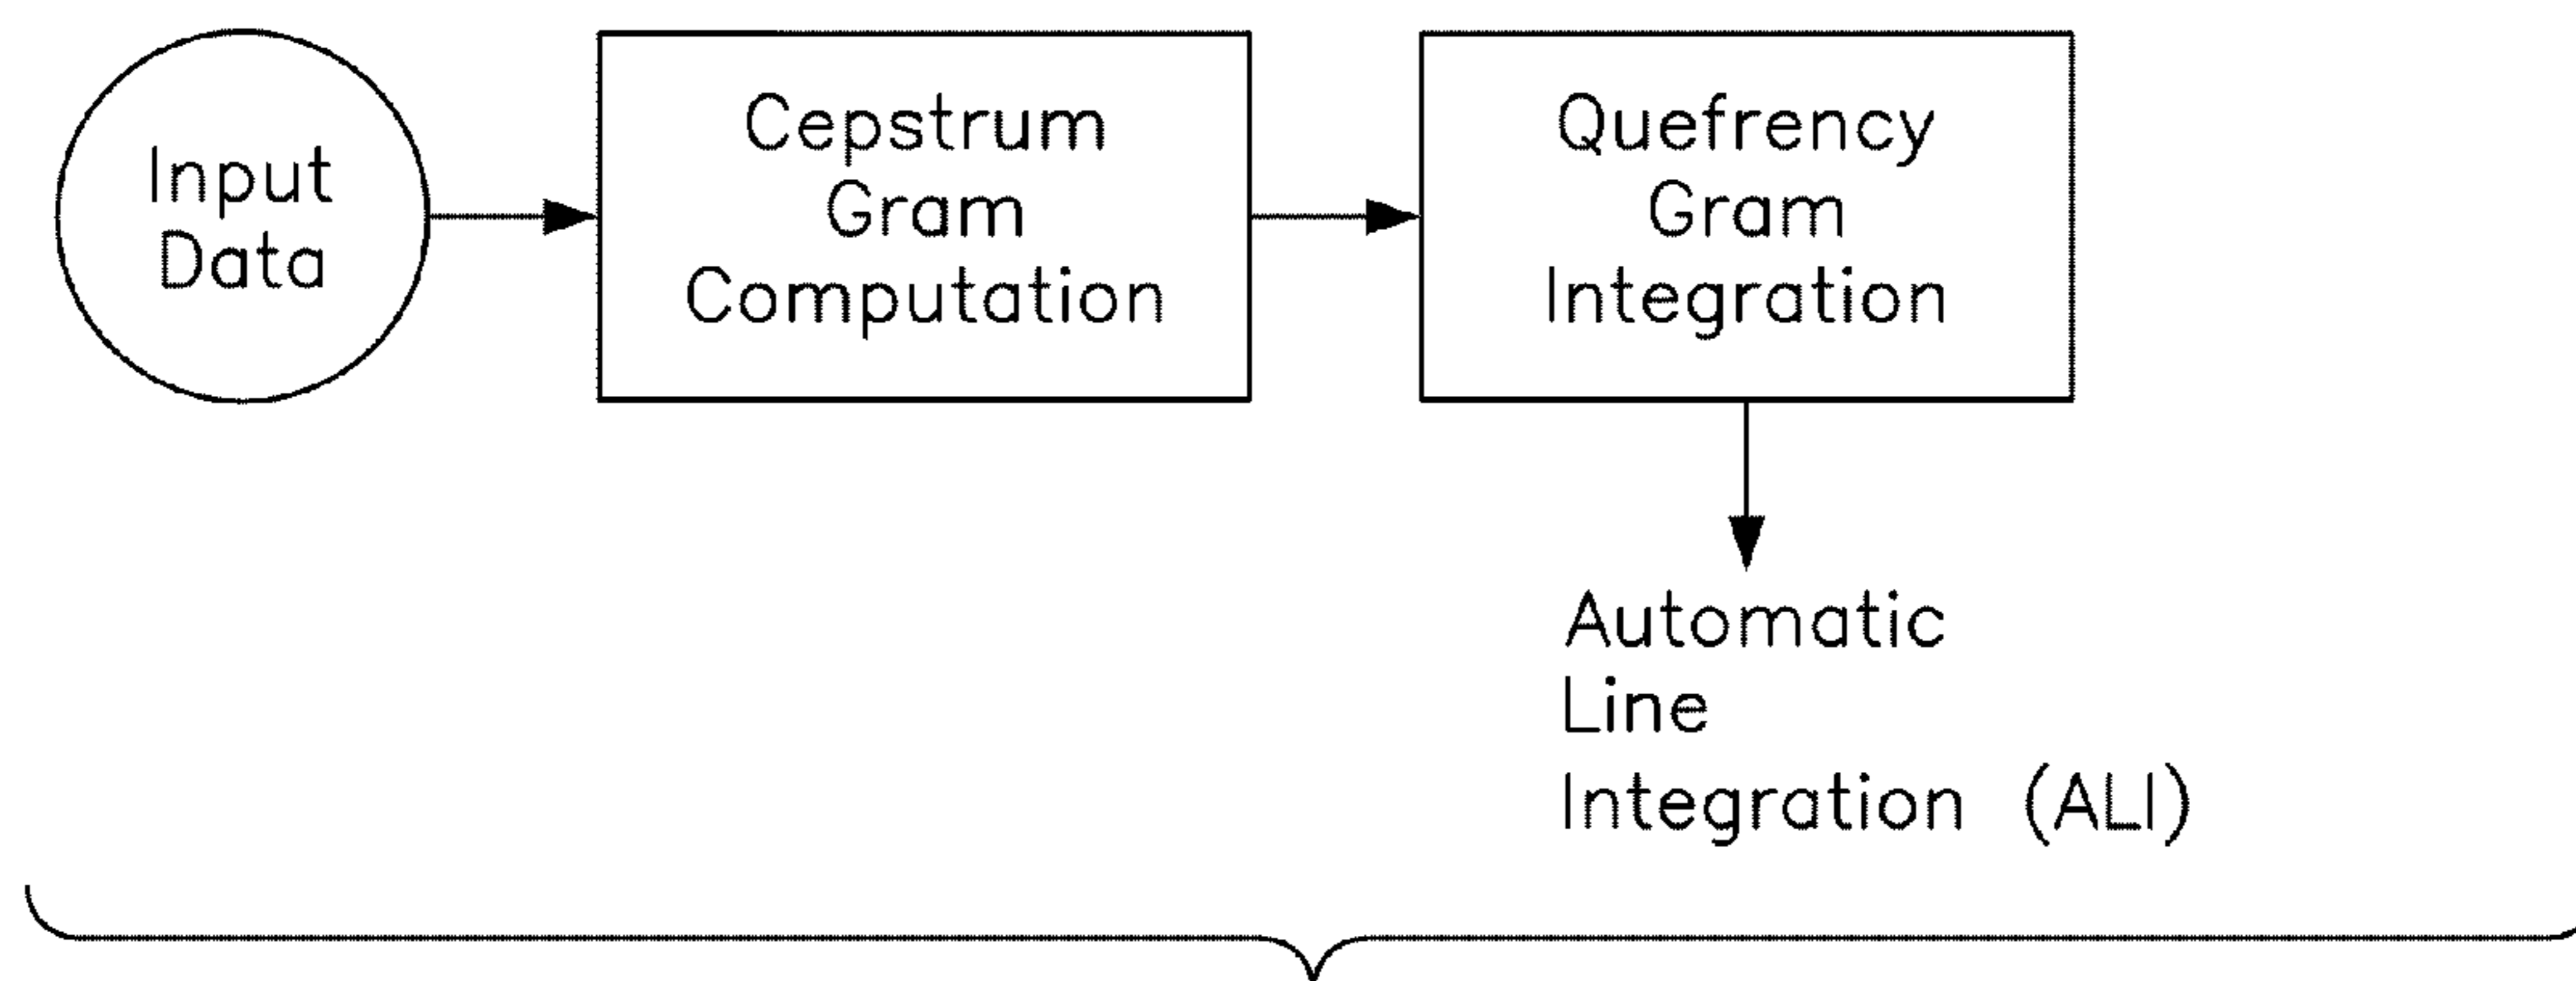 Input
Data
Cepstrum
Gram
Computation
Quefrency
Gram
Integration
Automatic
Line
Integration (ALI)